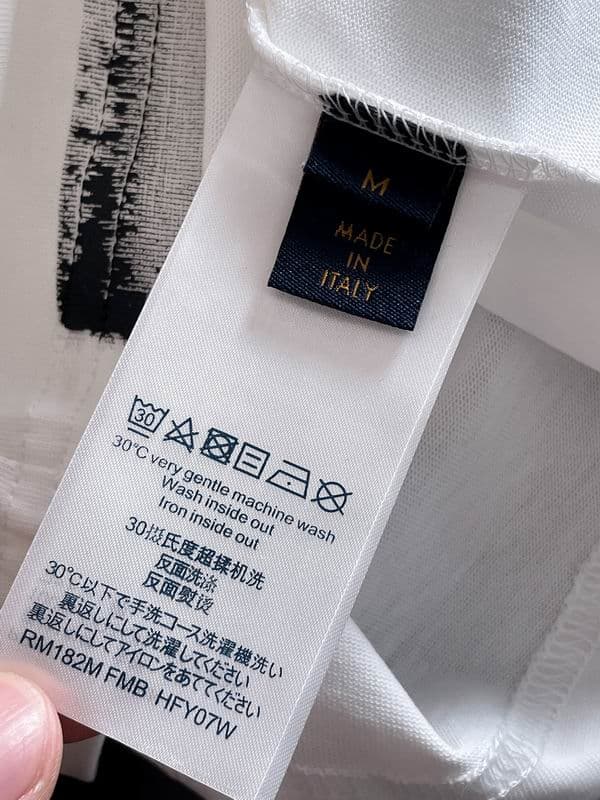 M
MADE
IN
ITALY
30
30°C very gentle machine wash
Wash inside out
Iron inside out
30摄氏度超揉机洗
反面洗涤
反面熨烫
30℃以下で手洗コース洗濯機洗い
裏返しにして洗濯してください
裏返しにしてアイロンをあててください
RM182M FMB HFY07W